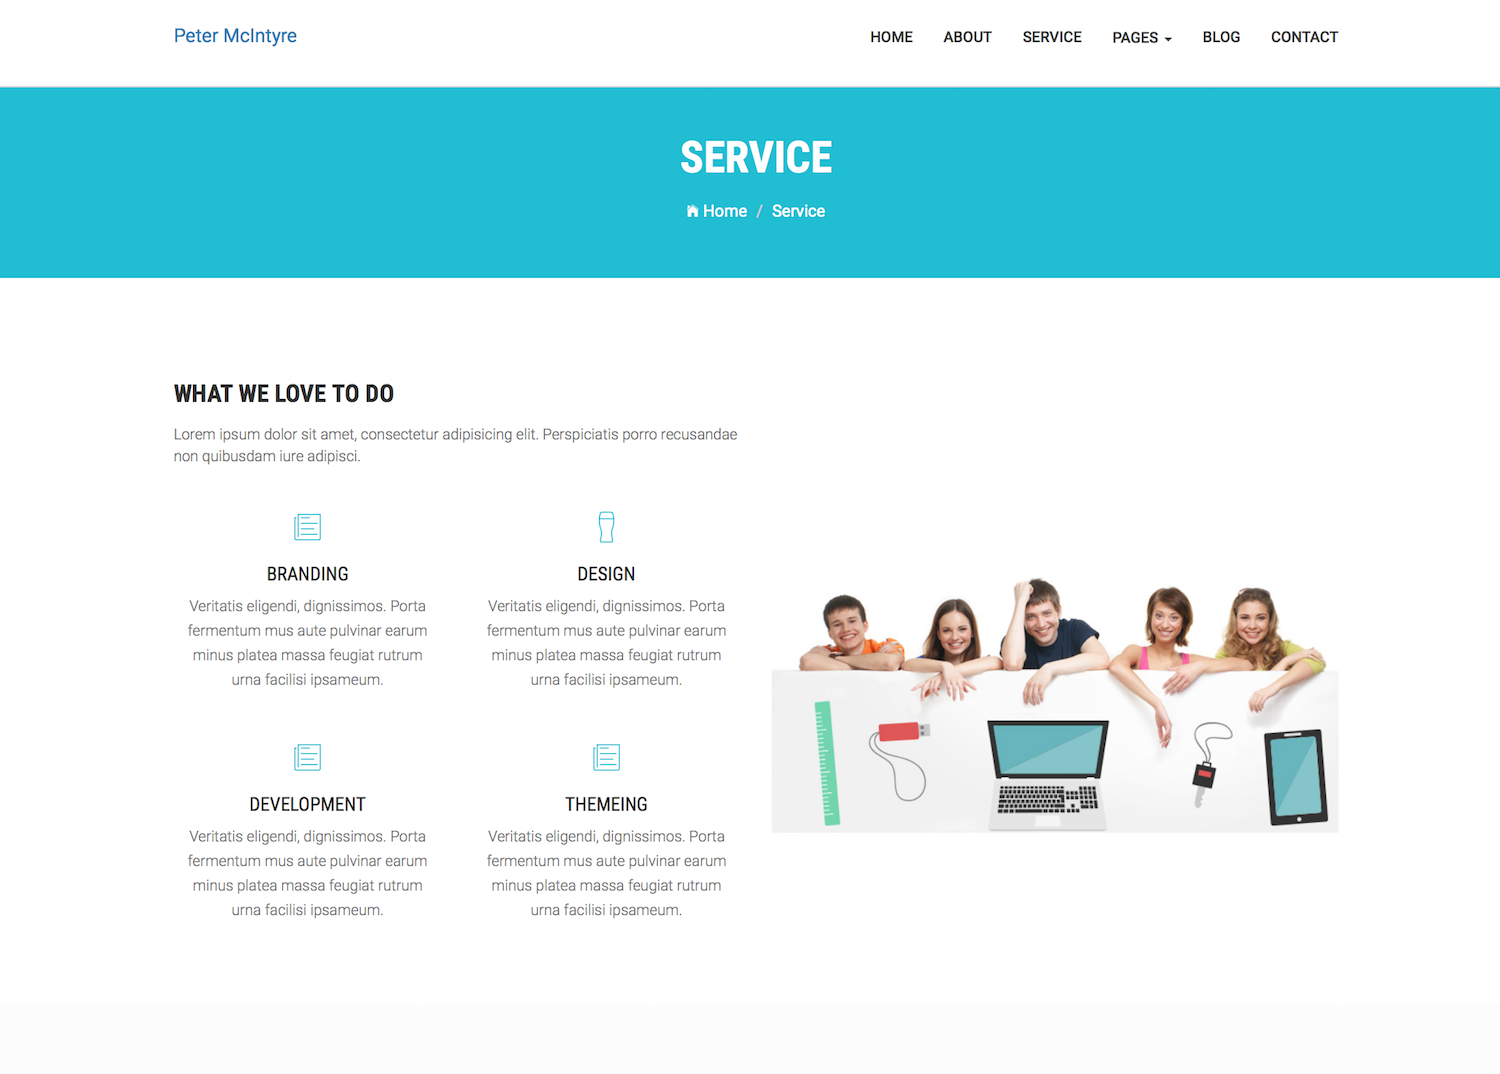 Peter McIntyre
HOME ABOUT SERVICE PAGES BLOG CONTACT
SERVICE
Home / Service
WHAT WE LOVE TO DO
Lorem ipsum dolor sit amet, consectetur adipisicing elit. Perspiciatis porro recusandae
non quibusdam iure adipisci.
BRANDING
Veritatis eligendi, dignissimos. Porta
fermentum mus aute pulvinar earum
minus platea massa feugiat rutrum
urna facilisi ipsameum.
DESIGN
Veritatis eligendi, dignissimos. Porta
fermentum mus aute pulvinar earum
minus platea massa feugiat rutrum
urna facilisi ipsameum.
DEVELOPMENT
Veritatis eligendi, dignissimos. Porta
fermentum mus aute pulvinar earum
minus platea massa feugiat rutrum
urna facilisi ipsameum.
THEMEING
Veritatis eligendi, dignissimos. Porta
fermentum mus aute pulvinar earum
minus platea massa feugiat rutrum
urna facilisi ipsameum.